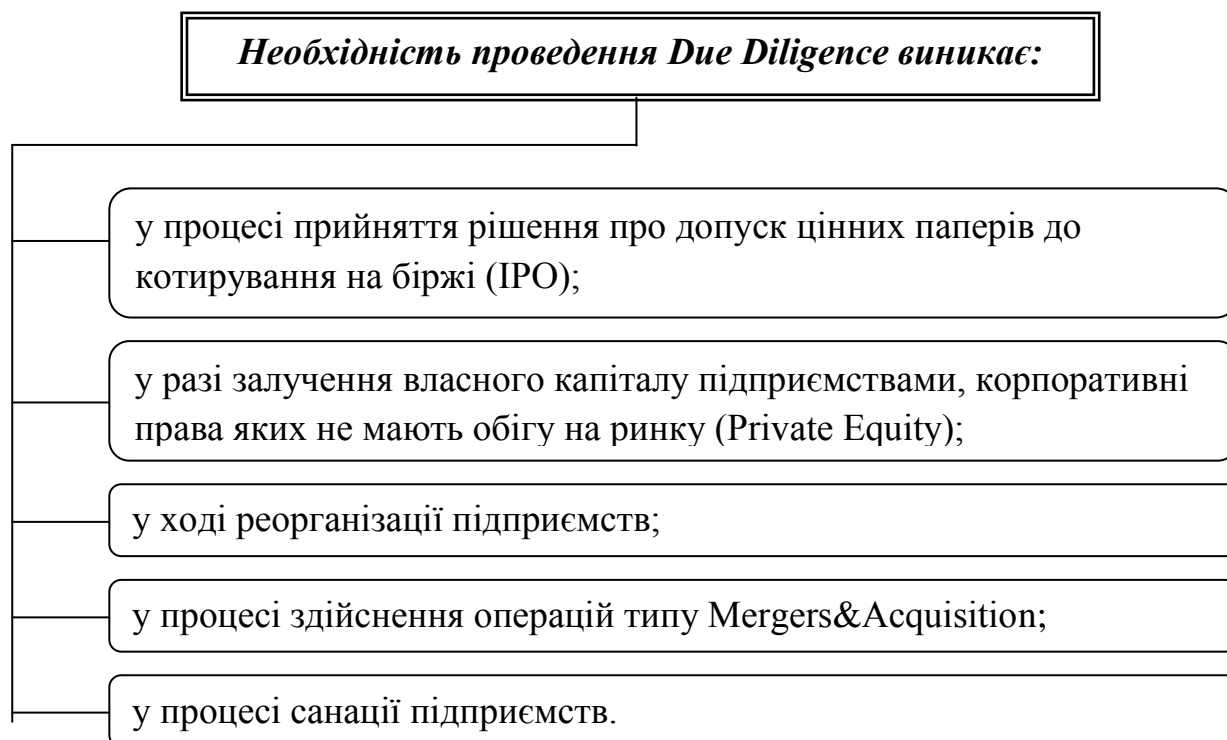 Необхідність проведення Due Diligence виникає:
у процесі прийняття рішення про допуск цінних паперів до
котирування на біржі (IPO);
у разі залучення власного капіталу підприємствами, корпоративні
права яких не мають обігу на ринку (Private Equity);
у ході реорганізації підприємств;
у процесі здійснення операцій типу Mergers&Acquisition;
у процесі санації підприємств.